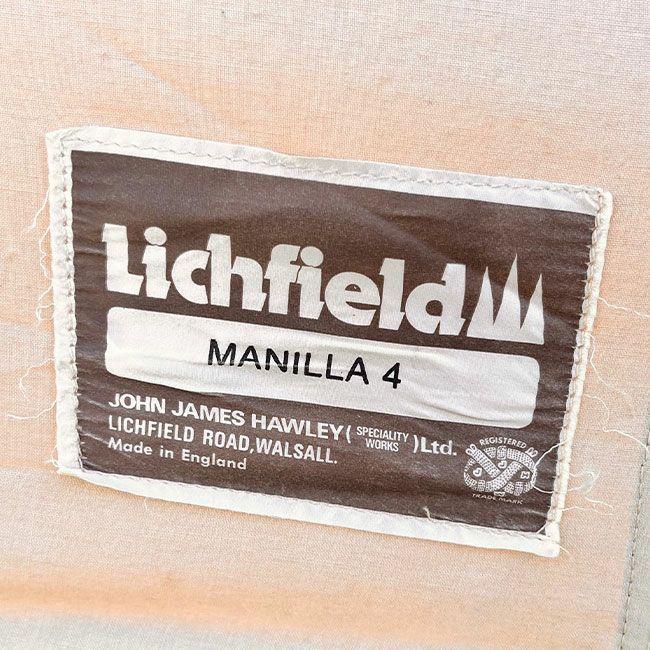 Lichfield
MANILLA 4
JOHN JAMES HAWLEY ( SPECIALITY WORKS ) Ltd.
LICHFIELD ROAD, WALSALL.
Made in England
REGISTERED
TRADE MARK